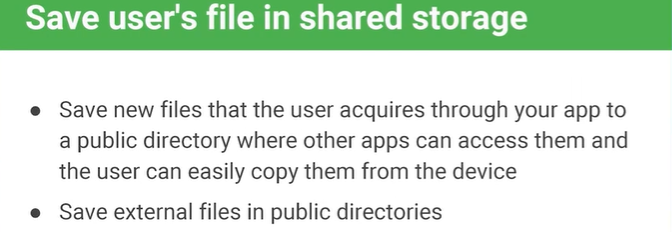 Save user's file in shared storage
● Save new files that the user acquires through your app to
a public directory where other apps can access them and
the user can easily copy them from the device
● Save external files in public directories